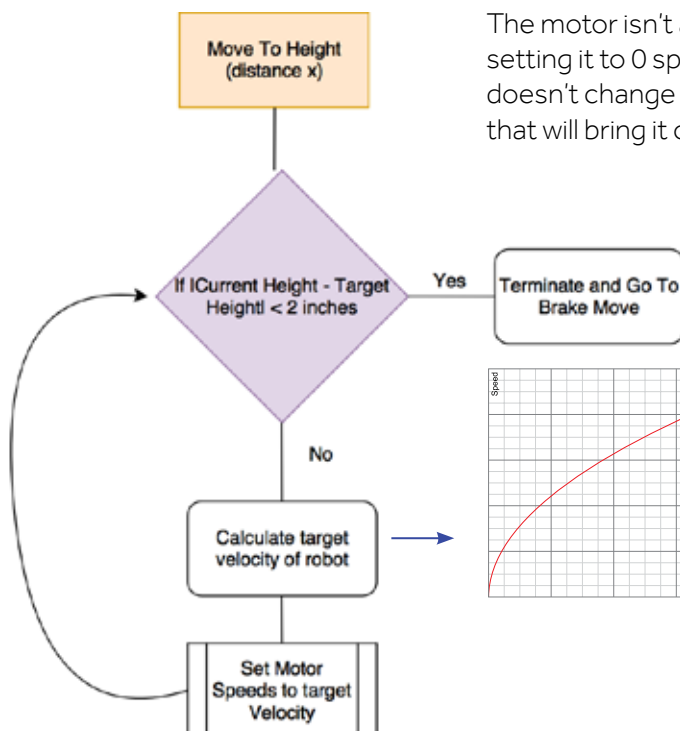 Move To Height
(distance x)
The motor isn't
setting it to 0
doesn't change
that will bring it
If |Current Height - Target
Height| < 2 inches
Yes
Terminate and Go To
Brake Move
Speed
No
Calculate target
velocity of robot
Set Motor
Speeds to target
Velocity